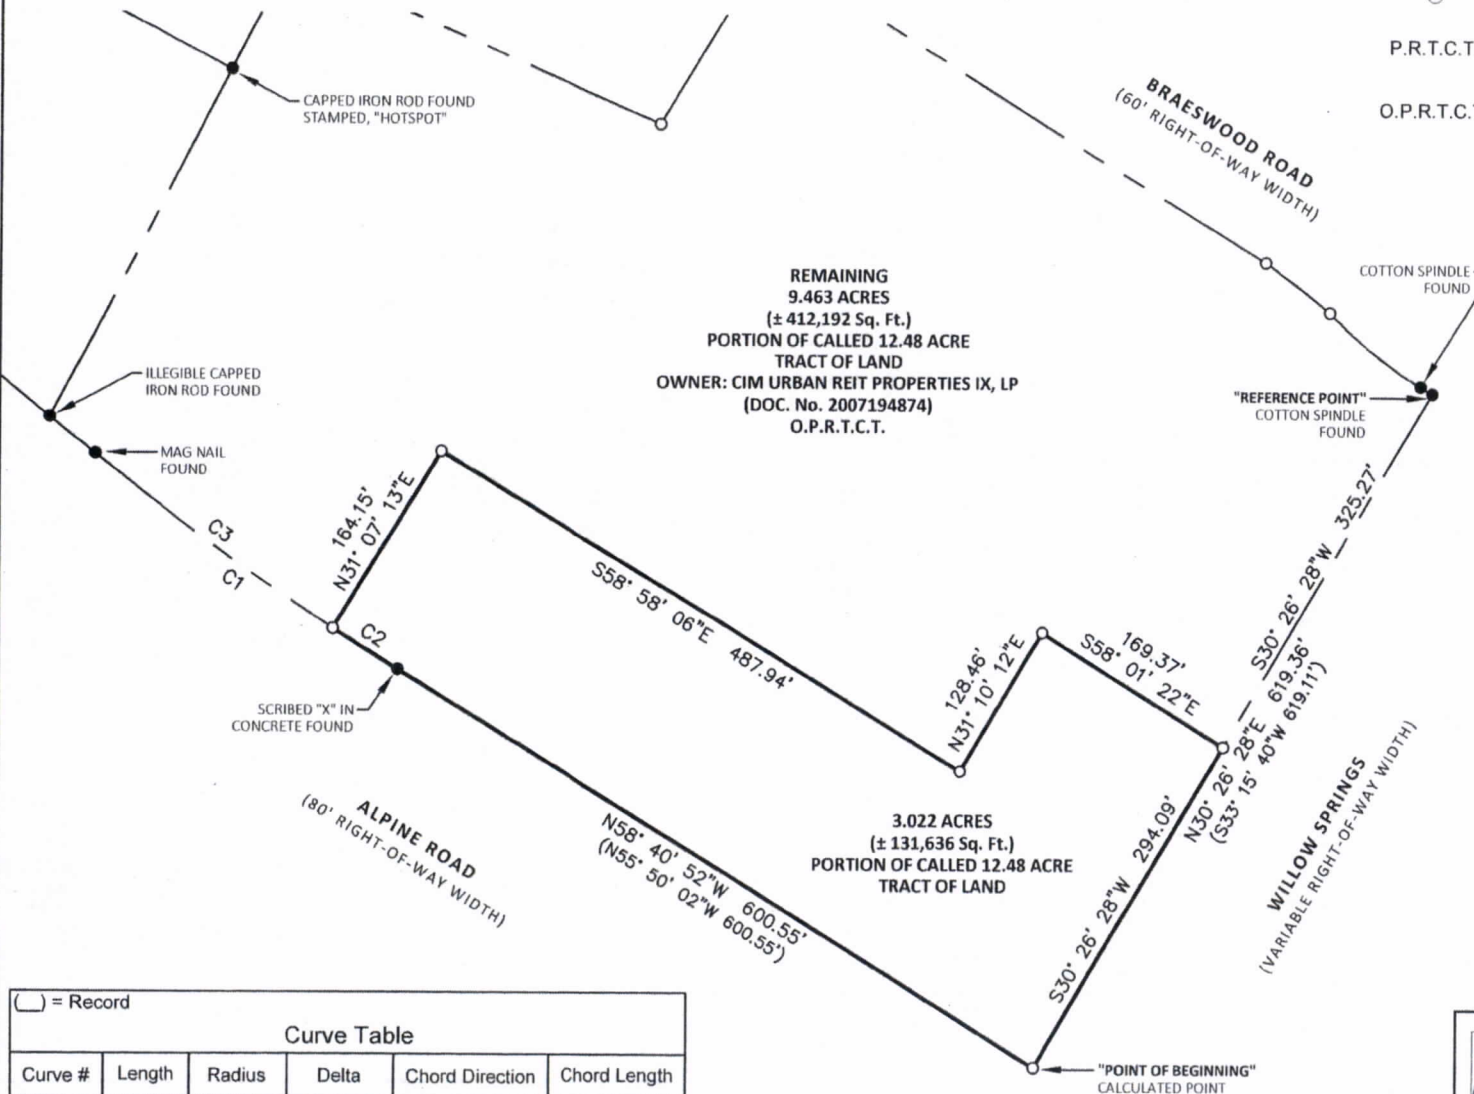 P.R.T.C.T
O.P.R.T.C.
CAPPED IRON ROD FOUND
STAMPED, "HOTSPOT"
BRAESWOOD ROAD
(60' RIGHT-OF-WAY WIDTH)
COTTON SPINDLE
FOUND
REMAINING
9.463 ACRES
(± 412,192 Sq. Ft.)
PORTION OF CALLED 12.48 ACRE
TRACT OF LAND
OWNER: CIM URBAN REIT PROPERTIES IX, LP
(DOC. No. 2007194874)
O.P.R.T.C.T.
ILLEGIBLE CAPPED
IRON ROD FOUND
"REFERENCE POINT"
COTTON SPINDLE
FOUND
MAG NAIL
FOUND
164.15'
N31° 07' 13"E
C3
C1
C2
S58° 58' 06"E 487.94'
128.46'
N31° 10' 12"E
169.37'
S58° 01' 22"E
S30° 26' 28"W 325.27'
N30° 26' 28"E 619.36'
(S33° 15' 40"W 619.11')
SCRIBED "X" IN
CONCRETE FOUND
ALPINE ROAD
(80' RIGHT-OF-WAY WIDTH)
N58° 40' 52"W 600.55'
(N55° 50' 02"W 600.55')
3.022 ACRES
(± 131,636 Sq. Ft.)
PORTION OF CALLED 12.48 ACRE
TRACT OF LAND
S30° 26' 28"W 294.09'
WILLOW SPRINGS
(VARIABLE RIGHT-OF-WAY WIDTH)
(__) = Record
Curve Table
Curve # Length Radius Delta Chord Direction Chord Length
"POINT OF BEGINNING"
CALCULATED POINT